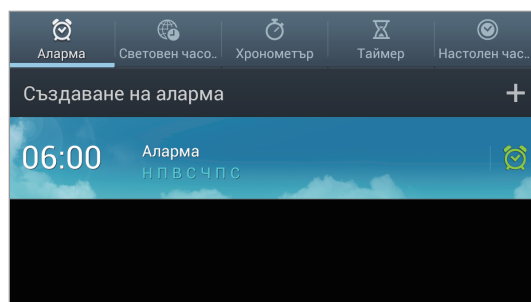 Аларма Световен часо.. Хронометър Таймер Настолен час..
Създаване на аларма
06:00 Аларма
Н П В С Ч П С